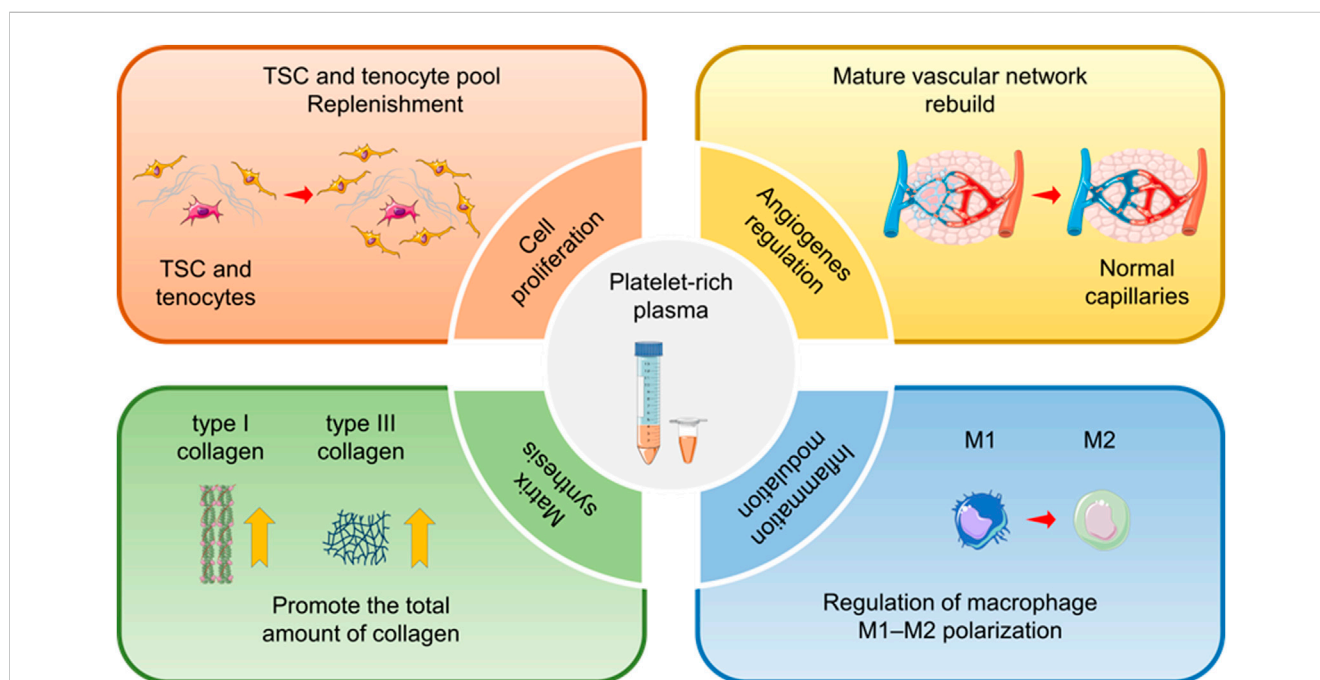 TSC and tenocyte pool
Replenishment
TSC and
tenocytes
Cell
proliferation
Mature vascular network
rebuild
Normal
capillaries
Angiogenes
regulation
Platelet-rich
plasma
type I
collagen
type III
collagen
Promote the total
amount of collagen
Matrix
synthesis
Inflammation
modulation
M1
M2
Regulation of macrophage
M1–M2 polarization